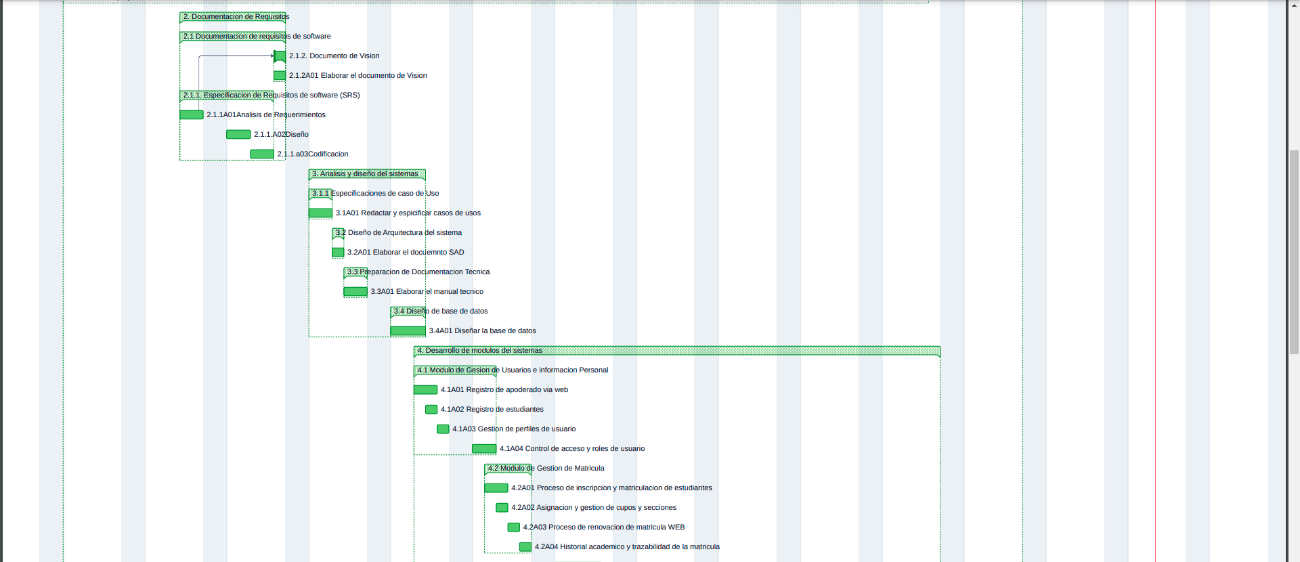 2. Documentacion de Requisitos
2.1 Documentacion de requisitos de software
2.1.2. Documento de Vision
2.1.2A01 Elaborar el documento de Vision
2.1.1. Especificacion de Requisitos de software (SRS)
2.1.1A01Analisis de Requerimientos
2.1.1.A02Diseño
2.1.1.a03Codificacion
3. Analisis y diseño del sistemas
3.1.1 Especificaciones de caso de Uso
3.1A01 Redactar y espicificar casos de usos
3.2 Diseño de Arquitectura del sistema
3.2A01 Elaborar el docuemnto SAD
3.3 Preparacion de Documentacion Tecnica
3.3A01 Elaborar el manual tecnico
3.4 Diseño de base de datos
3.4A01 Diseñar la base de datos
4. Desarrollo de modulos del sistemas
4.1 Modulo de Gesion de Usuarios e informacion Personal
4.1A01 Registro de apoderado via web
4.1A02 Registro de estudiantes
4.1A03 Gestion de perfiles de usuario
4.1A04 Control de acceso y roles de usuario
4.2 Modulo de Gestion de Matricula
4.2A01 Proceso de inscripcion y matriculacion de estudiantes
4.2A02 Asignacion y gestion de cupos y secciones
4.2A03 Proceso de renovacion de matricula WEB
4.2A04 Historial academico y trazabilidad de la matricula